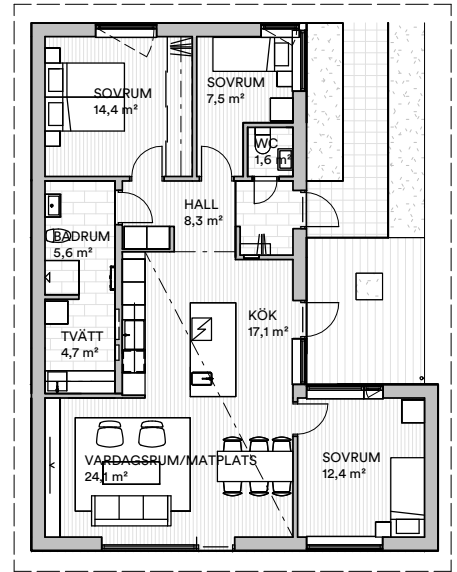 SOVRUM
14,4 m²
SOVRUM
7,5 m²
WC
1,6 m²
HALL
8,3 m²
BADRUM
5,6 m²
KÖK
17,1 m²
TVÄTT
4,7 m²
VARDAGSRUM/MATPLATS
24,1 m²
SOVRUM
12,4 m²